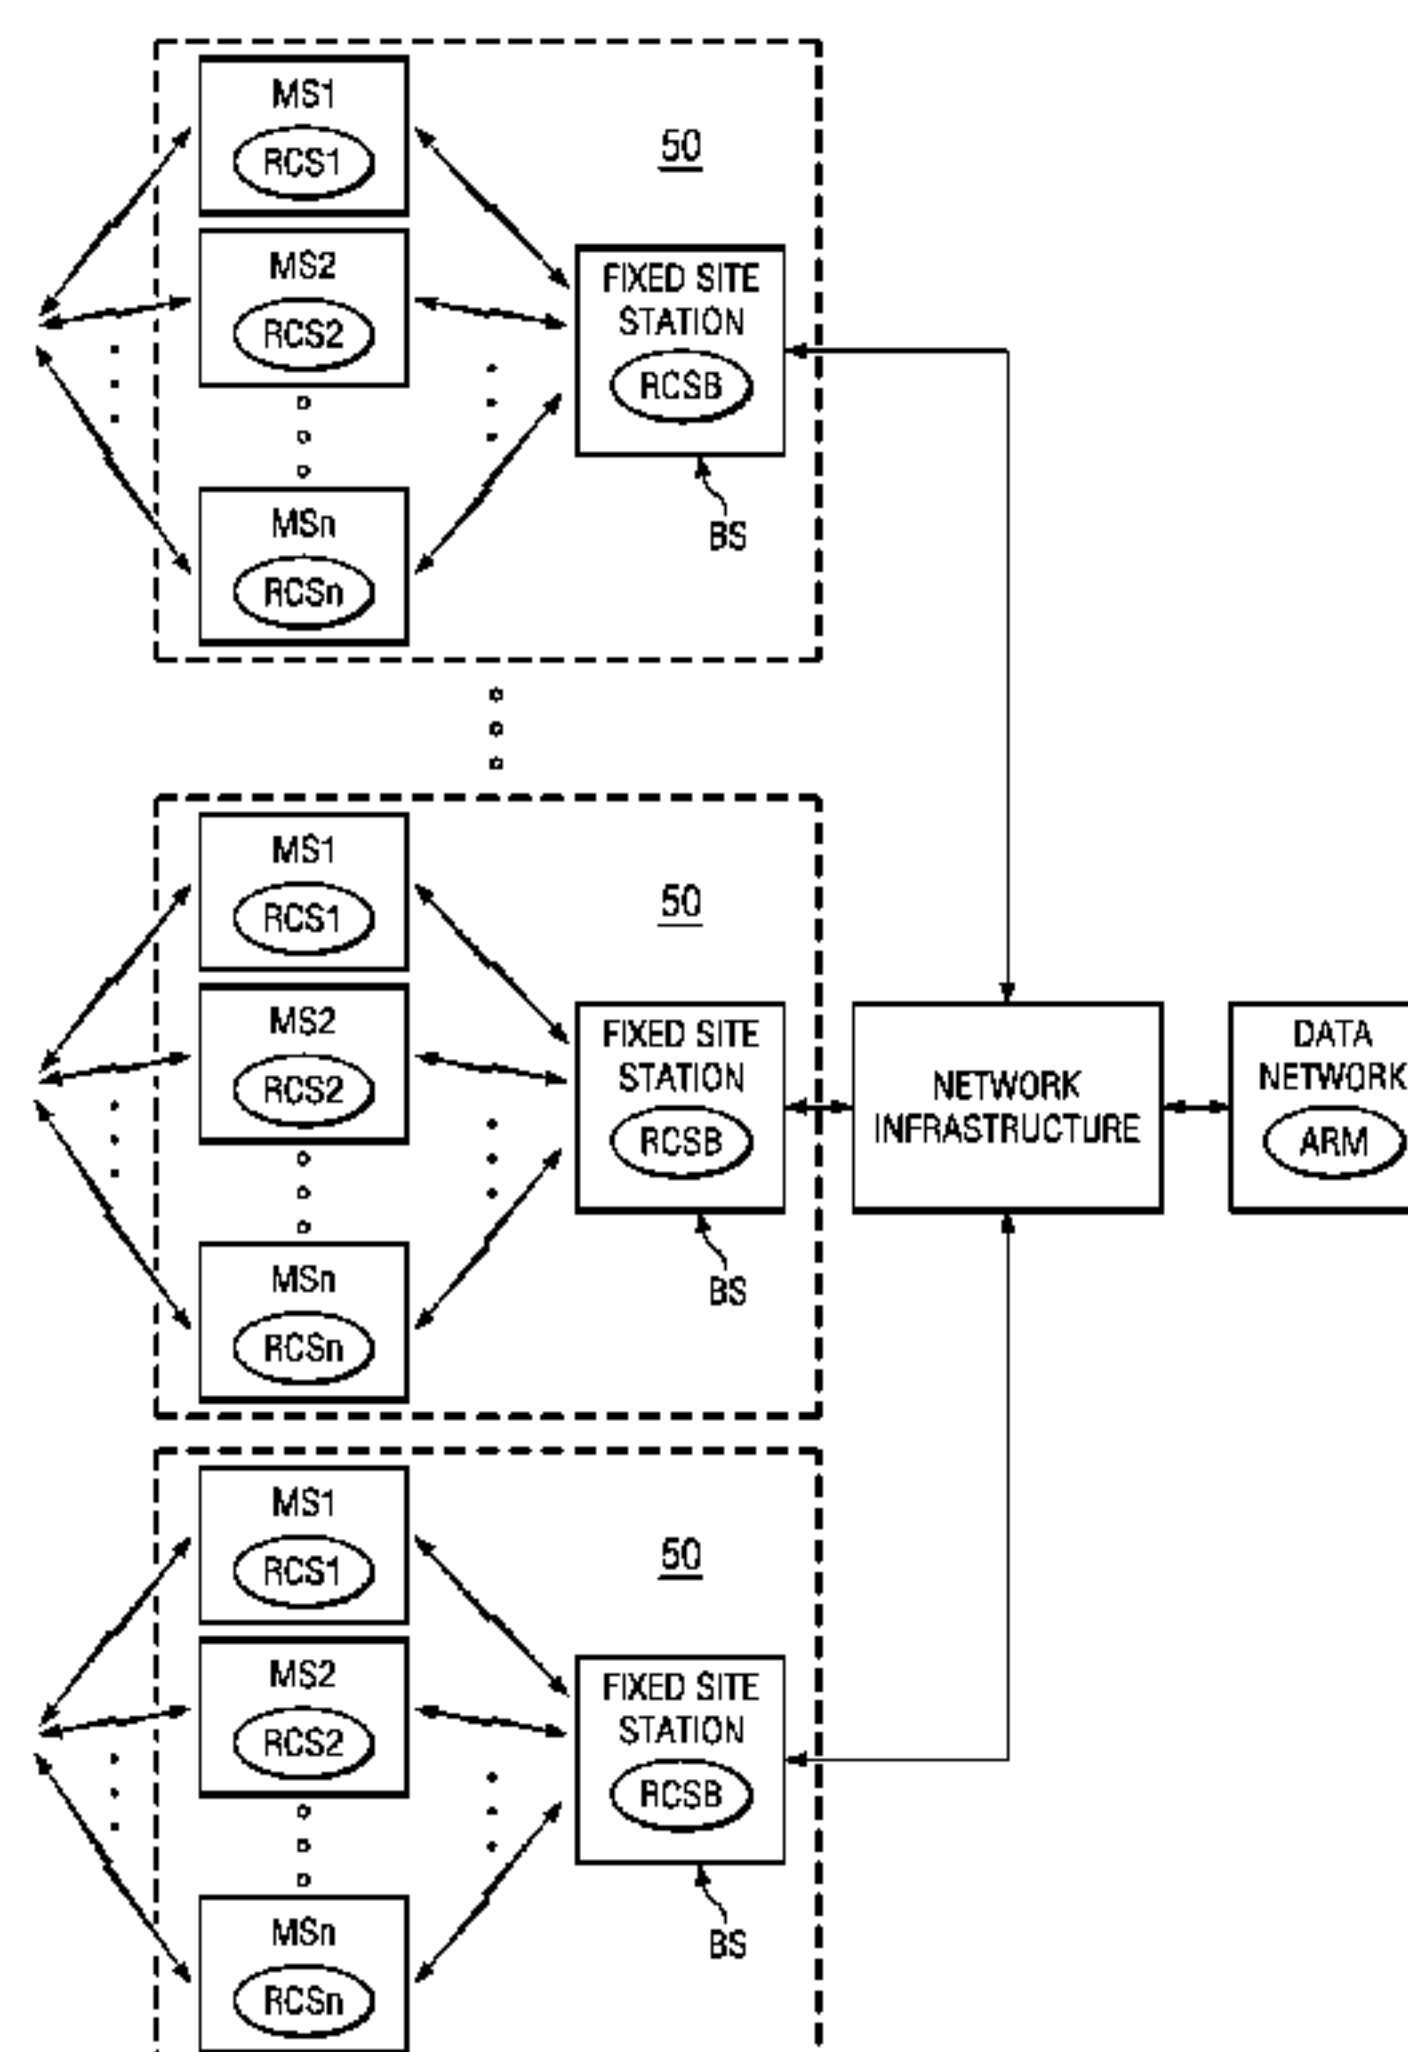 MS1
RCS1
50
MS2
RCS2
FIXED SITE
STATION
RCSB
MSn
RCSn
BS
MS1
RCS1
50
MS2
RCS2
FIXED SITE
STATION
RCSB
MSn
RCSn
BS
NETWORK
INFRASTRUCTURE
DATA
NETWORK
ARM
MS1
RCS1
50
MS2
RCS2
FIXED SITE
STATION
RCSB
MSn
RCSn
BS